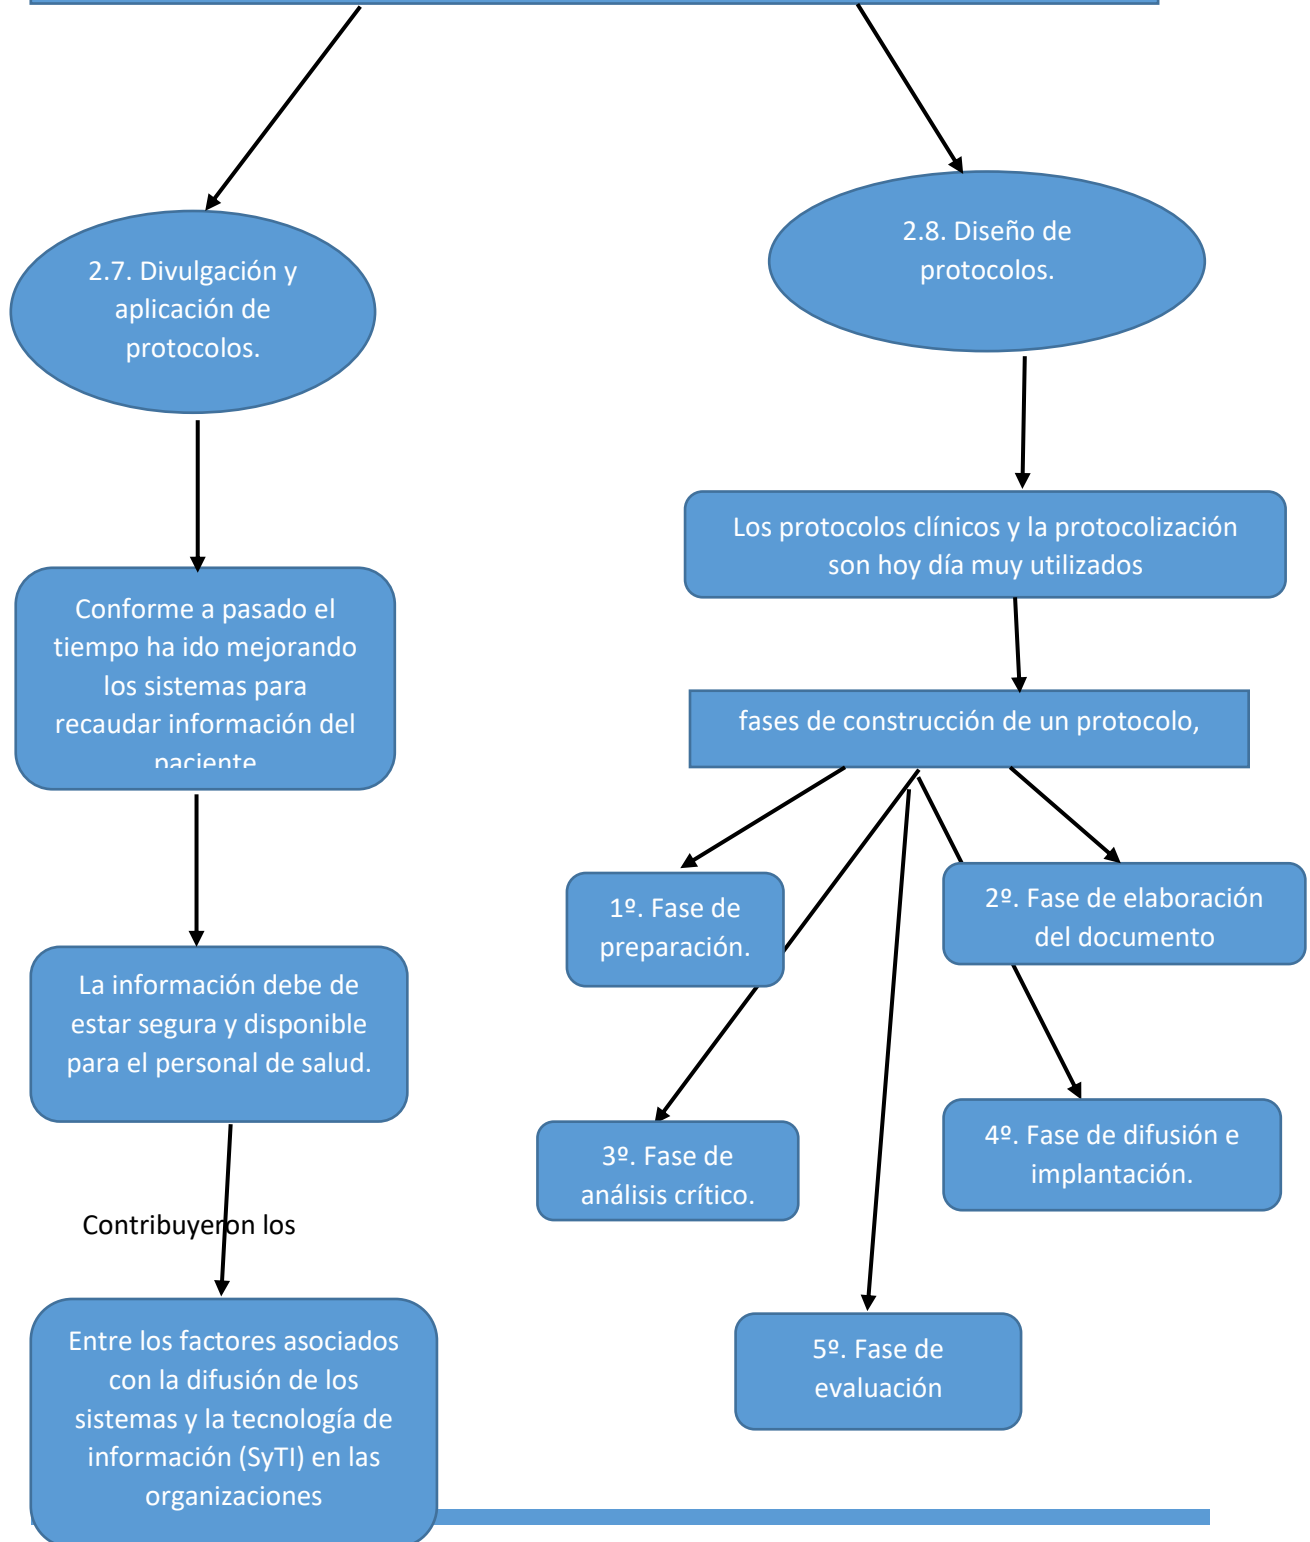 2.7. Divulgación y
aplicación de
protocolos.
Conforme a pasado el
tiempo ha ido mejorando
los sistemas para
recaudar información del
paciente
La información debe de
estar segura y disponible
para el personal de salud.
Contribuyeron los
Entre los factores asociados
con la difusión de los
sistemas y la tecnología de
información (SyTI) en las
organizaciones
2.8. Diseño de
protocolos.
Los protocolos clínicos y la protocolización
son hoy día muy utilizados
fases de construcción de un protocolo,
1º. Fase de
preparación.
2º. Fase de elaboración
del documento
3º. Fase de
análisis crítico.
4º. Fase de difusión e
implantación.
5º. Fase de
evaluación